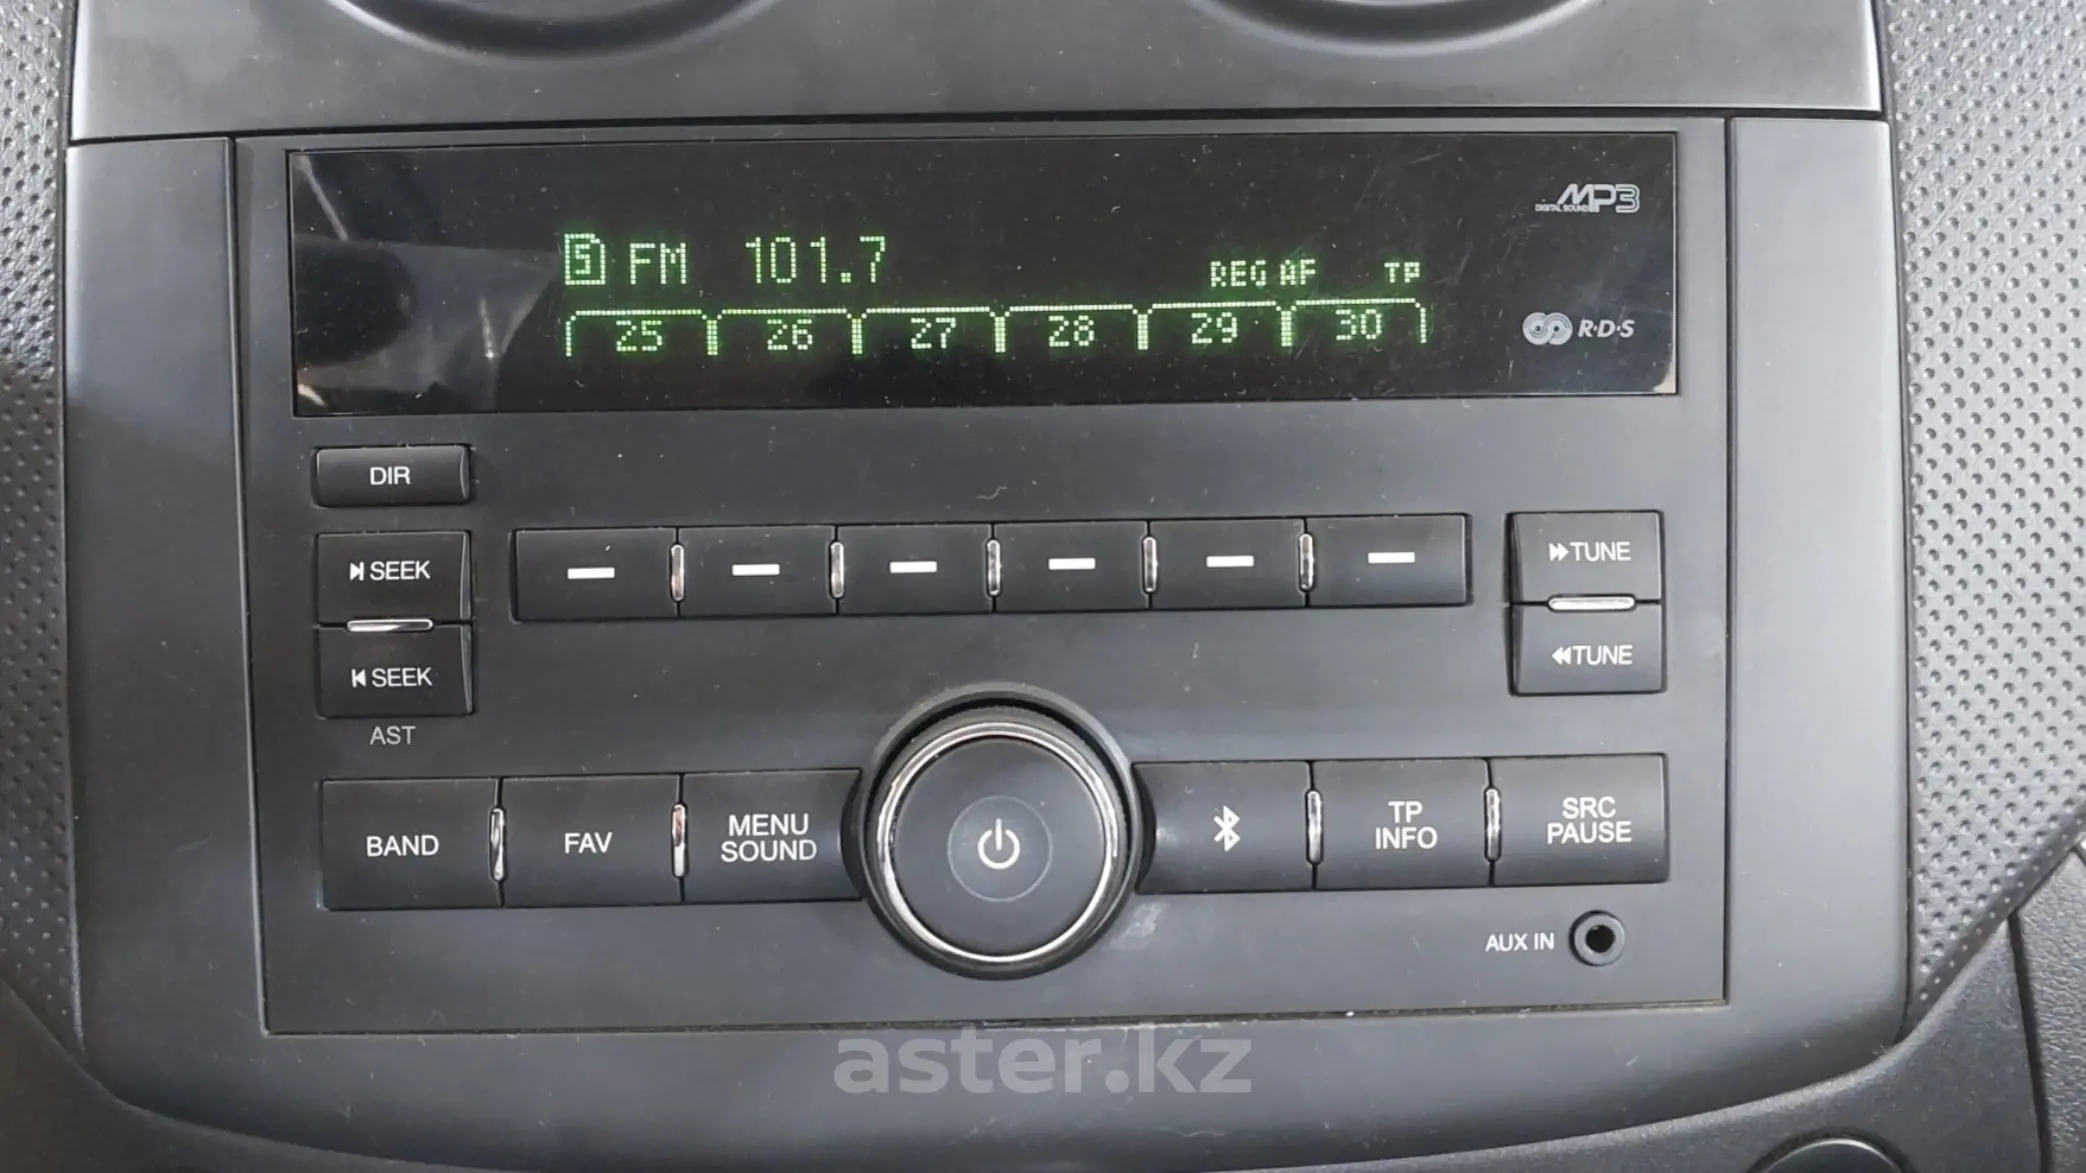 MP3
DIGITAL SOUND
5 FM 101.7 REG AF TP
25 26 27 28 29 30
R·D·S
DIR
SEEK
TUNE
SEEK
TUNE
AST
BAND FAV MENU SOUND TP INFO SRC PAUSE
AUX IN
aster.kz